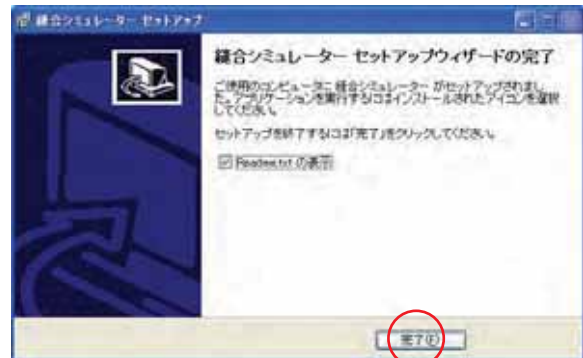 縫合シミュレーター セットアップ
縫合シミュレーター セットアップウィザードの完了
ご使用のコンピュータに 縫合シミュレーター がセットアップされまし
た。アプリケーションを実行するにはインストールされたアイコンを選択
してください。
セットアップを終了するには「完了」をクリックしてください。
Readme.txt の表示
完了(F)